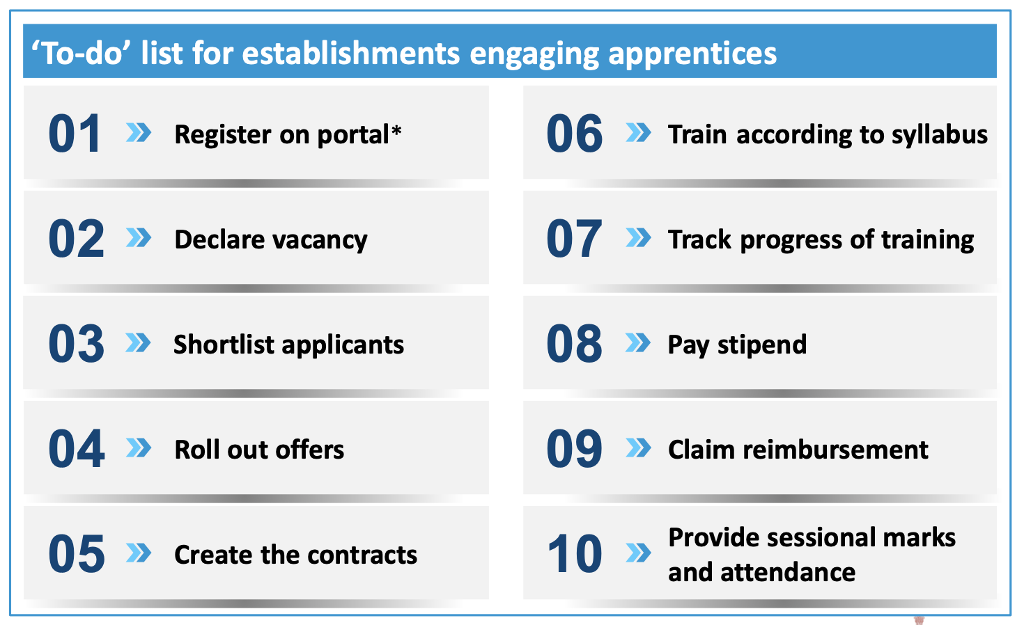 ‘To-do’ list for establishments engaging apprentices
01 Register on portal*
02 Declare vacancy
03 Shortlist applicants
04 Roll out offers
05 Create the contracts
06 Train according to syllabus
07 Track progress of training
08 Pay stipend
09 Claim reimbursement
10 Provide sessional marks
and attendance